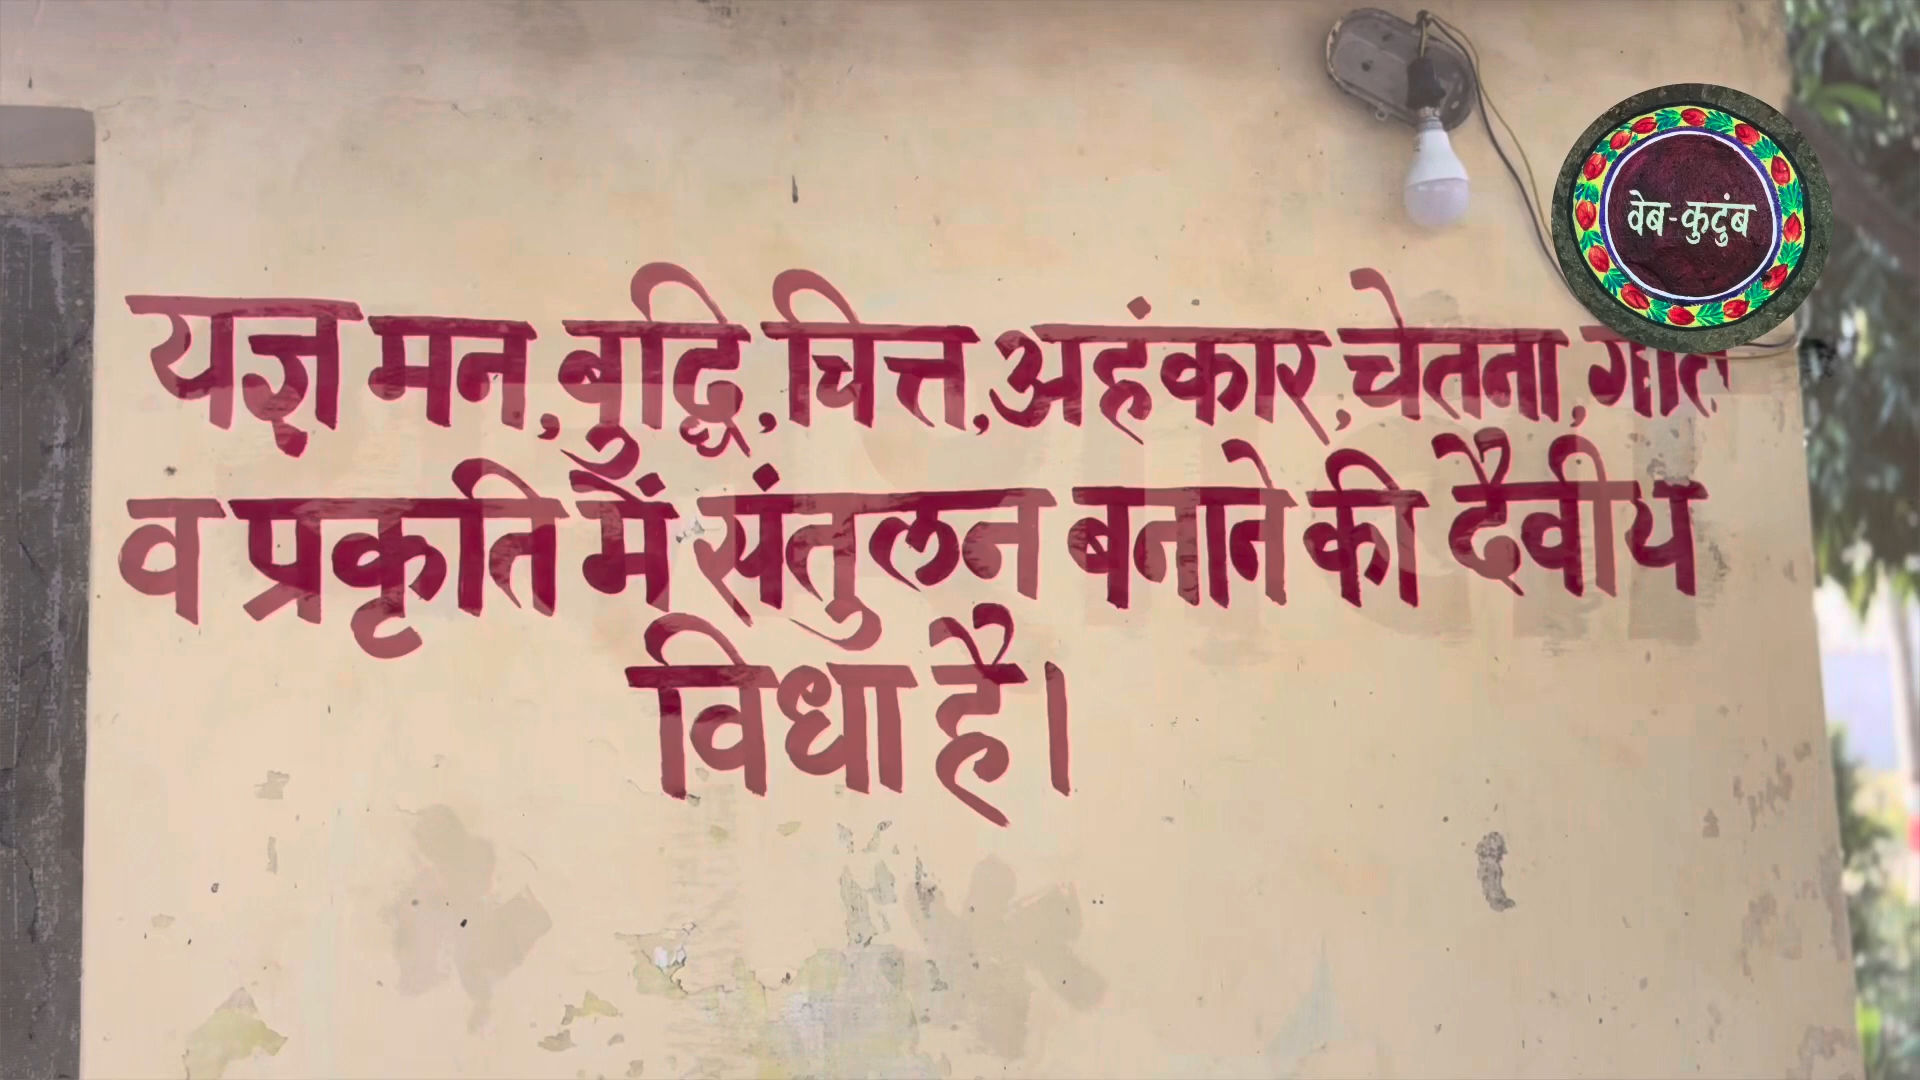 वेब-कुटुंब
यज्ञ मन, बुद्धि, चित्त, अहंकार, चेतना,
व प्रकृति में संतुलन बनाने की दैवीय
विधा है।